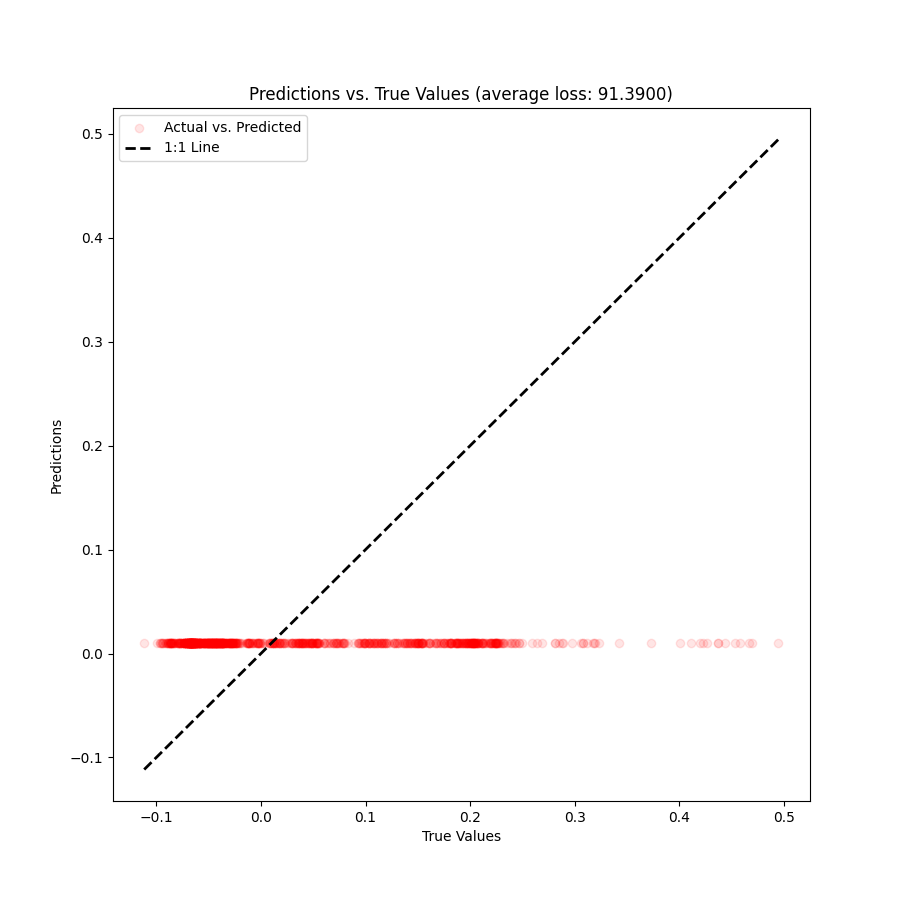 Predictions vs. True Values (average loss: 91.3900)
Actual vs. Predicted
1:1 Line
0.5
0.4
0.3
0.2
0.1
0.0
−0.1
Predictions
−0.1 0.0 0.1 0.2 0.3 0.4 0.5
True Values